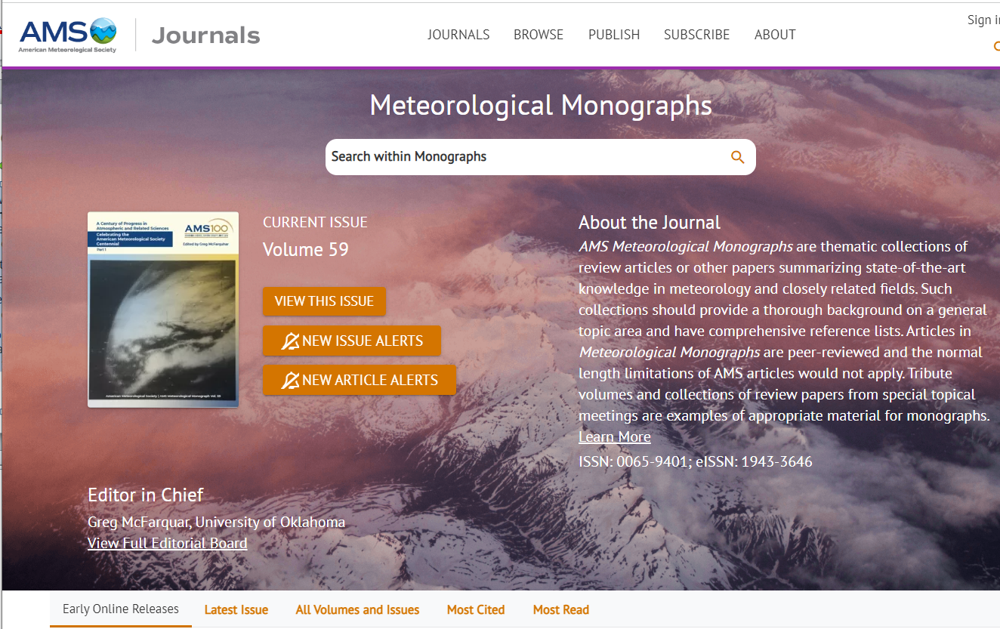 AMS
American Meteorological Society
Journals
JOURNALS BROWSE PUBLISH SUBSCRIBE ABOUT
Sign
Meteorological Monographs
Search within Monographs
A Century of Progress in
Atmospheric and Related Sciences
Celebrating the
American Meteorological Society
Centennial
Part 1
AMS100
Edited by Greg McFarquhar
American Meteorological Society | AMS Meteorological Monograph Vol. 59
CURRENT ISSUE
Volume 59
VIEW THIS ISSUE
NEW ISSUE ALERTS
NEW ARTICLE ALERTS
About the Journal
AMS Meteorological Monographs are thematic collections of
review articles or other papers summarizing state-of-the-art
knowledge in meteorology and closely related fields. Such
collections should provide a thorough background on a general
topic area and have comprehensive reference lists. Articles in
Meteorological Monographs are peer-reviewed and the normal
length limitations of AMS articles would not apply. Tribute
volumes and collections of review papers from special topical
meetings are examples of appropriate material for monographs.
Learn More
ISSN: 0065-9401; eISSN: 1943-3646
Editor in Chief
Greg McFarquar, University of Oklahoma
View Full Editorial Board
Early Online Releases Latest Issue All Volumes and Issues Most Cited Most Read